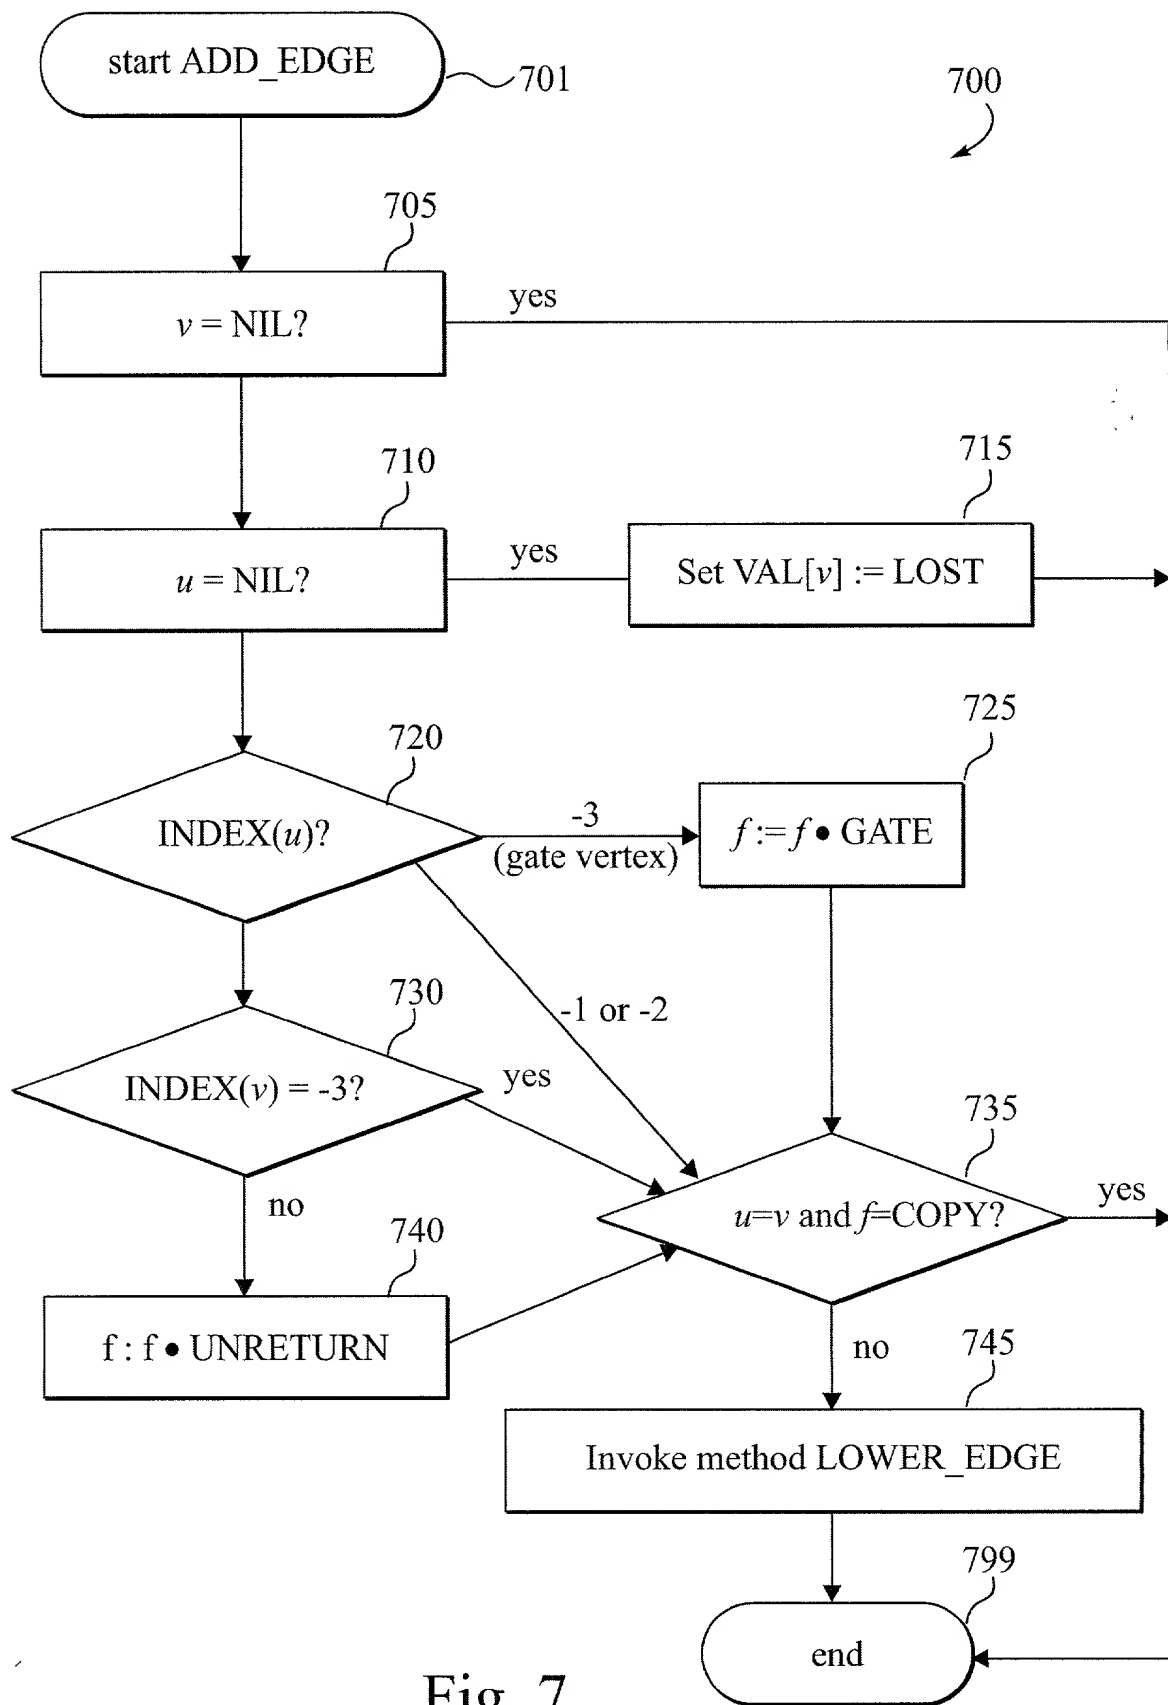 start ADD_EDGE
701
700
705
v = NIL?
yes
710
715
u = NIL?
yes
Set VAL[v] := LOST
725
720
INDEX(u)?
-3
(gate vertex)
f := f • GATE
730
-1 or -2
INDEX(v) = -3?
yes
735
no
u=v and f=COPY?
yes
740
f : f • UNRETURN
no
745
Invoke method LOWER_EDGE
799
end
Fig. 7